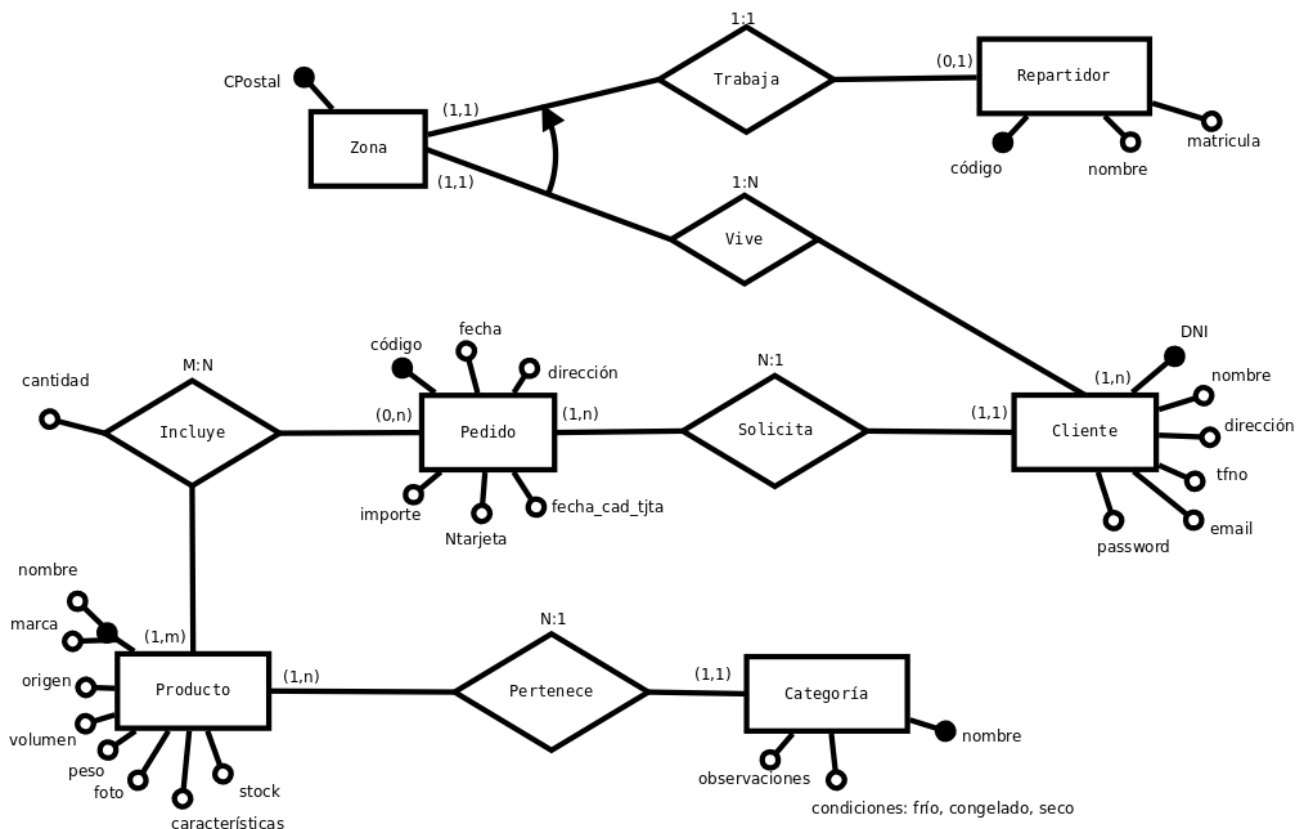 1:1
CPostal
(1,1)
Trabaja
(0,1)
Repartidor
Zona
código
nombre
matricula
(1,1)
1:N
Vive
M:N
cantidad
Incluye
(0,n)
código
fecha
dirección
Pedido
(1,n)
importe
Ntarjeta
fecha_cad_tjta
N:1
Solicita
(1,1)
(1,n)
DNI
nombre
Cliente
dirección
tfno
email
password
nombre
marca
(1,m)
origen
Producto
(1,n)
volumen
peso
foto
stock
características
N:1
Pertenece
(1,1)
Categoría
nombre
observaciones
condiciones: frío, congelado, seco